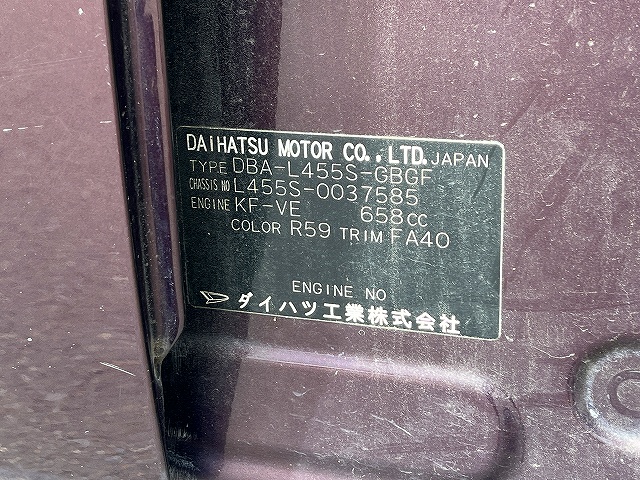 DAIHATSU MOTOR CO., LTD. JAPAN
TYPE DBA-L455S-GBGF
CHASSIS NO L455S-0037585
ENGINE KF-VE 658CC
COLOR R59 TRIM FA40
ENGINE NO
ダイハツ工業株式会社